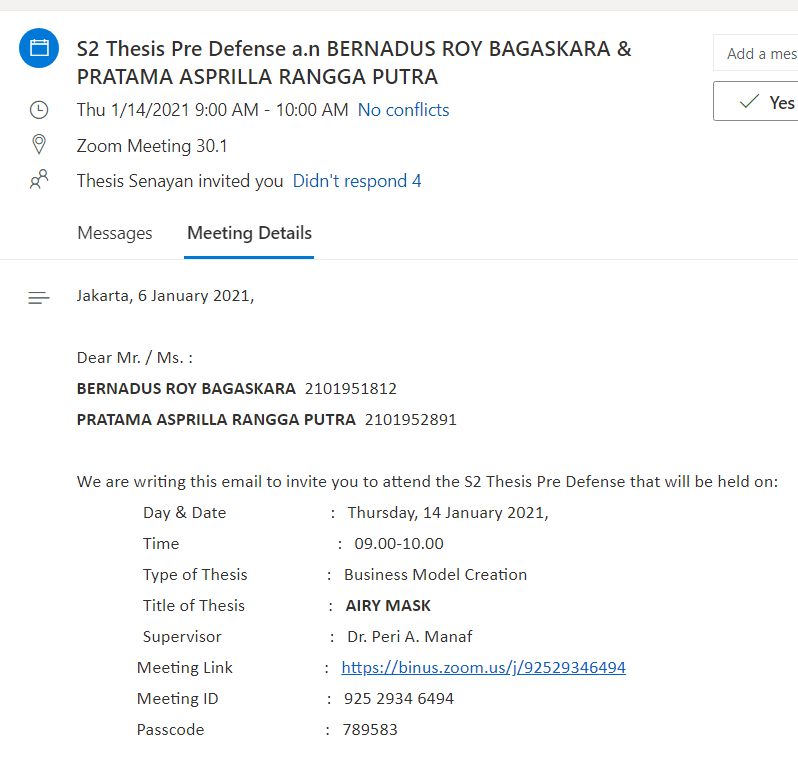 S2 Thesis Pre Defense a.n BERNADUS ROY BAGASKARA &
PRATAMA ASPRILLA RANGGA PUTRA
Add a mes
Thu 1/14/2021 9:00 AM - 10:00 AM No conflicts
Yes
Zoom Meeting 30.1
Thesis Senayan invited you Didn't respond 4
Messages Meeting Details
Jakarta, 6 January 2021,
Dear Mr. / Ms. :
BERNADUS ROY BAGASKARA 2101951812
PRATAMA ASPRILLA RANGGA PUTRA 2101952891
We are writing this email to invite you to attend the S2 Thesis Pre Defense that will be held on:
Day & Date : Thursday, 14 January 2021,
Time : 09.00-10.00
Type of Thesis : Business Model Creation
Title of Thesis : AIRY MASK
Supervisor : Dr. Peri A. Manaf
Meeting Link : https://binus.zoom.us/j/92529346494
Meeting ID : 925 2934 6494
Passcode : 789583